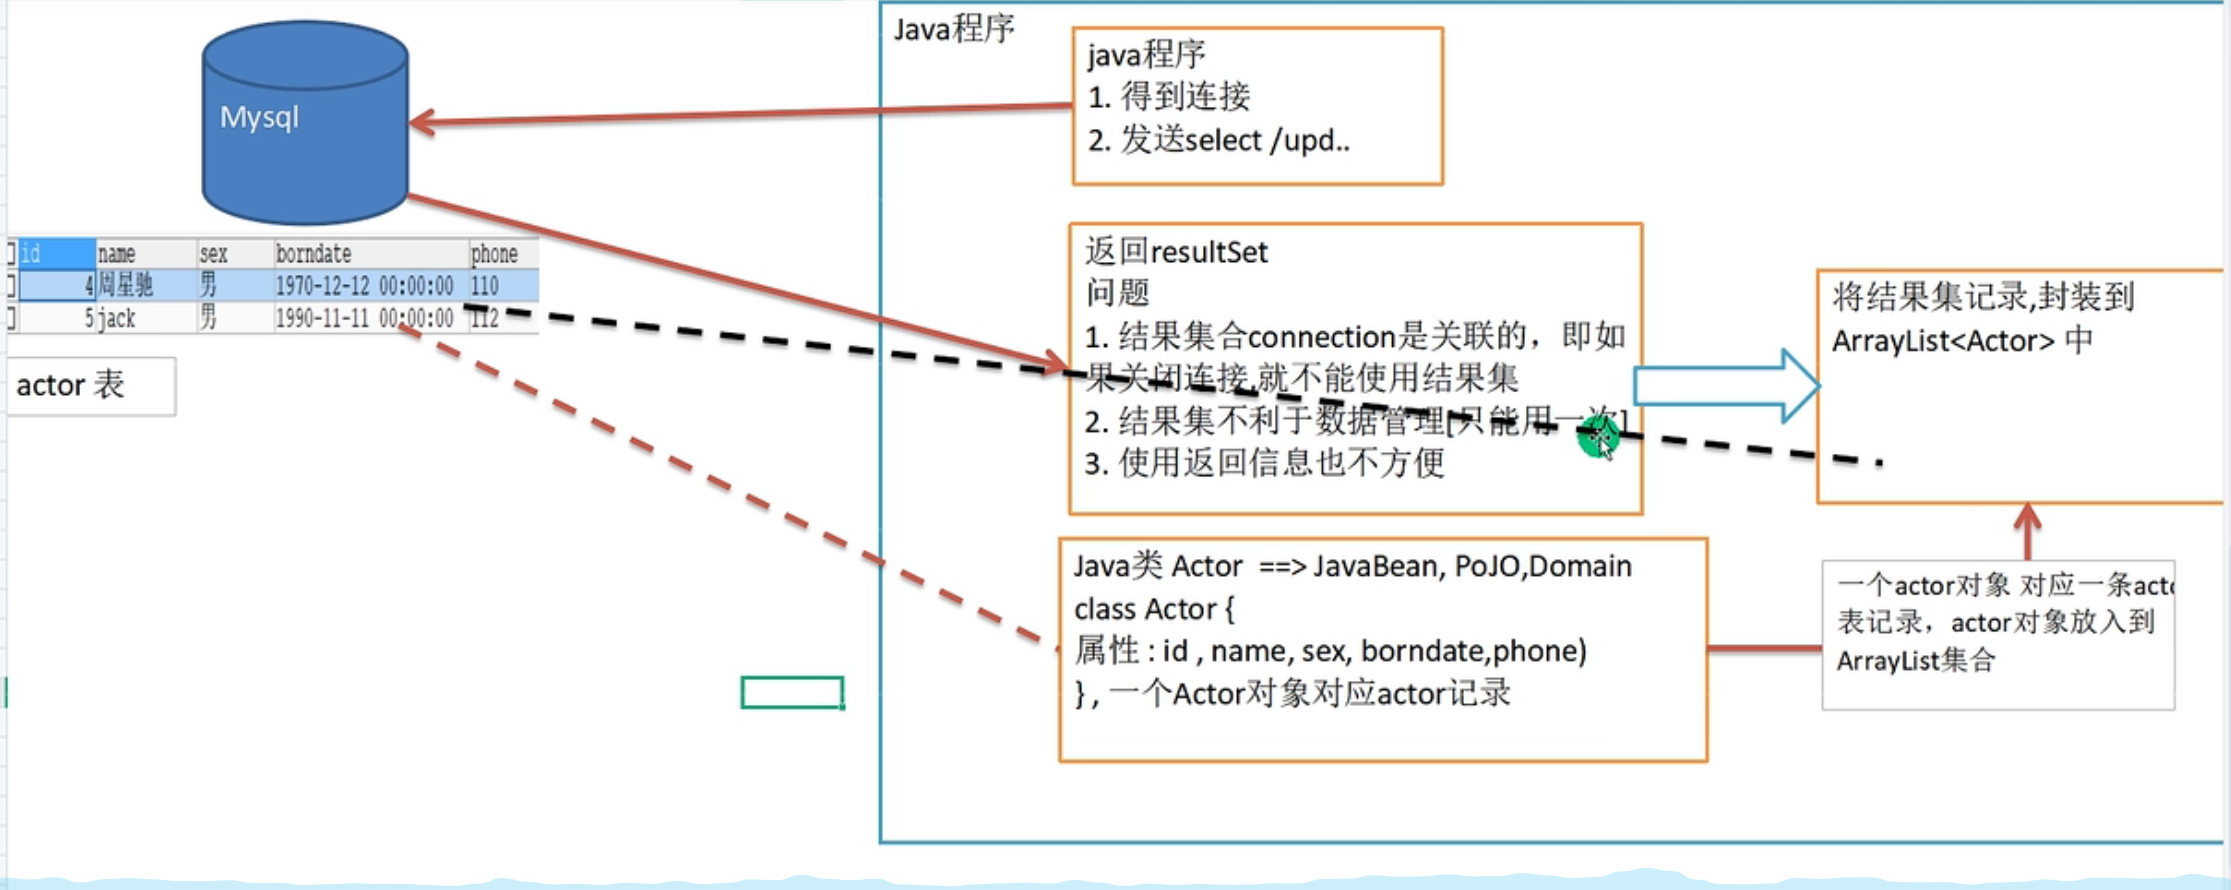 Mysql
id name sex borndate phone
4 周星驰 男 1970-12-12 00:00:00 110
5 jack 男 1990-11-11 00:00:00 112
actor 表
Java程序
java程序
1. 得到连接
2. 发送select /upd..
返回resultSet
问题
1. 结果集合connection是关联的，即如
果关闭连接,就不能使用结果集
2. 结果集不利于数据管理[只能用一次]
3. 使用返回信息也不方便
将结果集记录,封装到
ArrayList<Actor> 中
Java类 Actor ==> JavaBean, PoJO,Domain
class Actor {
属性 : id , name, sex, borndate,phone)
} , 一个Actor对象对应actor记录
一个actor对象 对应一条acto
表记录，actor对象放入到
ArrayList集合